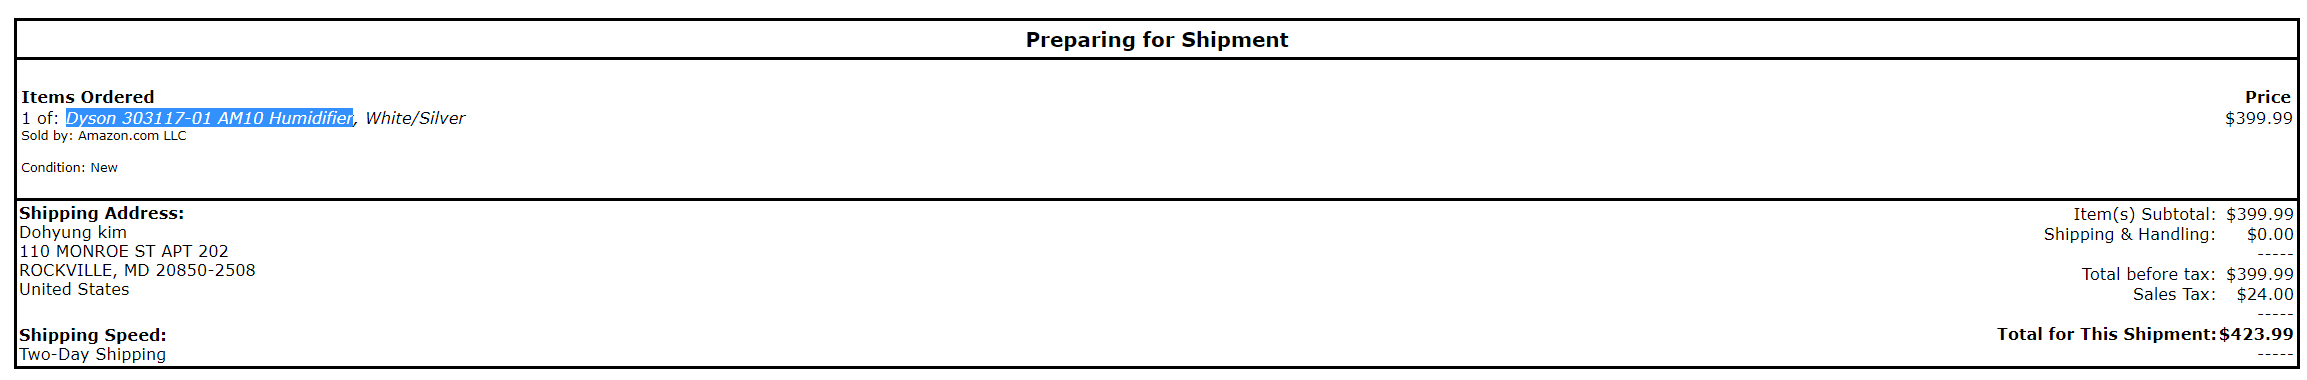 Preparing for Shipment
Items Ordered Price
1 of: Dyson 303117-01 AM10 Humidifier, White/Silver $399.99
Sold by: Amazon.com LLC
Condition: New
Shipping Address:
Dohyung kim
110 MONROE ST APT 202
ROCKVILLE, MD 20850-2508
United States
Shipping Speed:
Two-Day Shipping
Item(s) Subtotal: $399.99
Shipping & Handling: $0.00
-----
Total before tax: $399.99
Sales Tax: $24.00
-----
Total for This Shipment: $423.99
-----